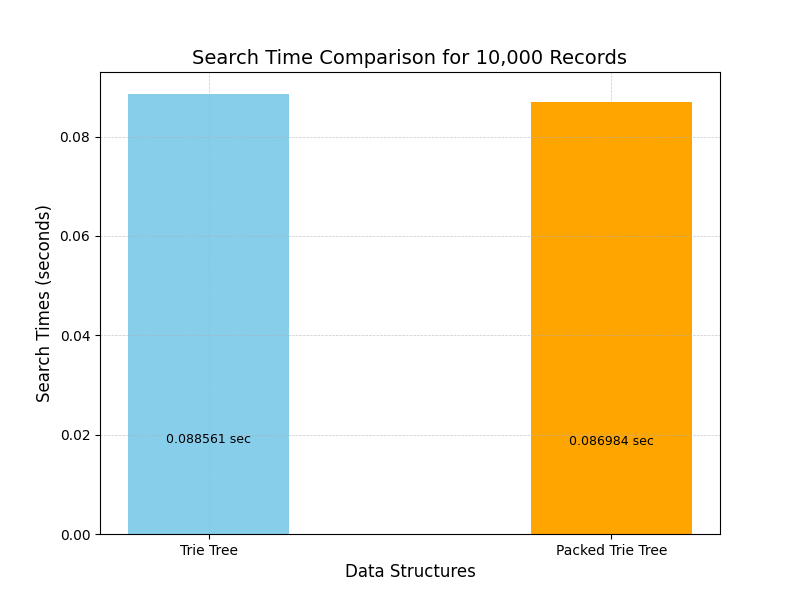 Search Time Comparison for 10,000 Records
Search Times (seconds)
0.08
0.06
0.04
0.02
0.00
0.088561 sec
0.086984 sec
Trie Tree
Packed Trie Tree
Data Structures